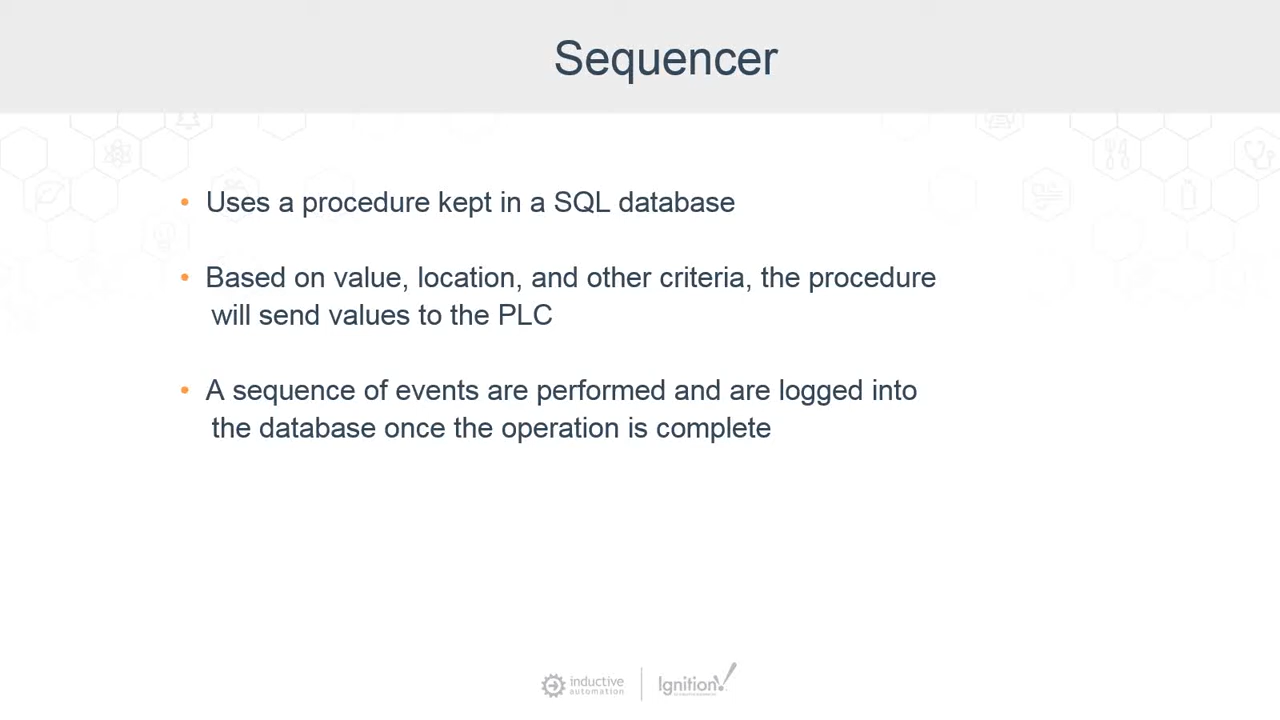 Sequencer
• Uses a procedure kept in a SQL database
• Based on value, location, and other criteria, the procedure
will send values to the PLC
• A sequence of events are performed and are logged into
the database once the operation is complete
inductive
automation
Ignition!